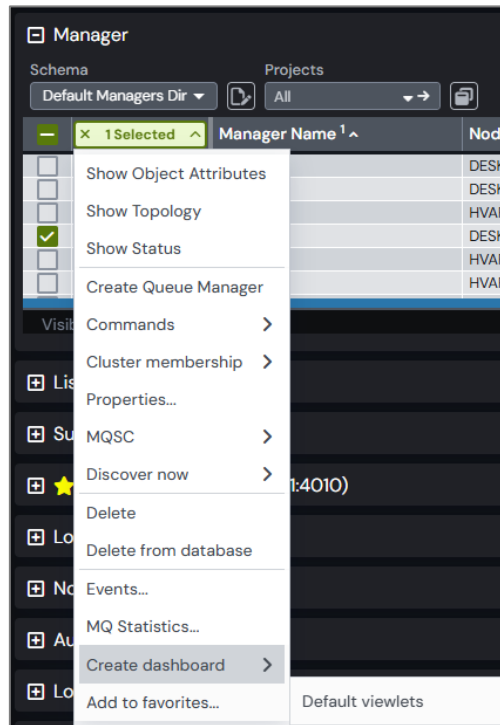 Manager
Schema Projects
Default Managers Dir All
1 Selected Manager Name 1 Nod
Show Object Attributes DESK
DESK
Show Topology HVAI
DESK
Show Status HVAI
HVAI
Create Queue Manager
Visib Commands
Cluster membership
Lis
Properties...
Su MQSC
Discover now 1:4010)
Delete
Lo
Delete from database
No Events...
MQ Statistics...
Au
Create dashboard
Lo Add to favorites... Default viewlets